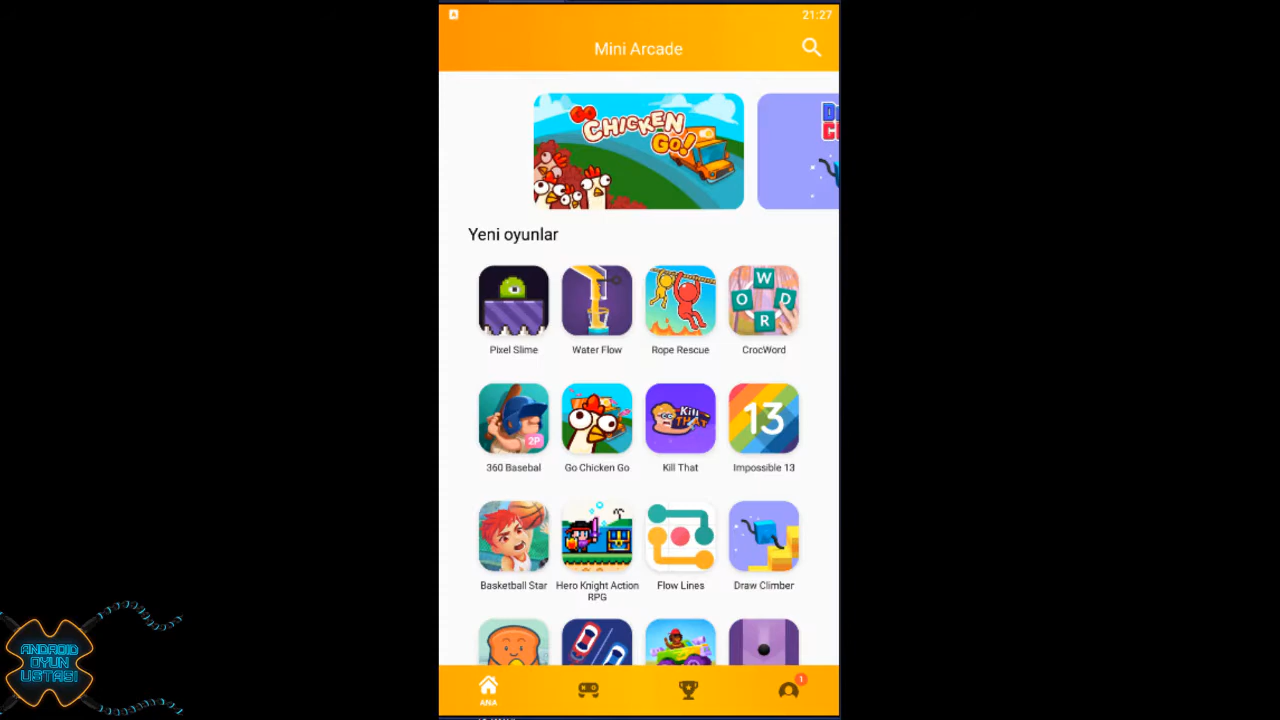 A
21:27
Mini Arcade
GO
CHICKEN
GO!
D
C
Yeni oyunlar
W
O
D
R
Pixel Slime
Water Flow
Rope Rescue
CrocWord
2P
Kill
THAT
13
360 Basebal
Go Chicken Go
Kill That
Impossible 13
Basketball Star
Hero Knight Action
RPG
Flow Lines
Draw Climber
1
ANA
ANDROID
OYUN
USTASI